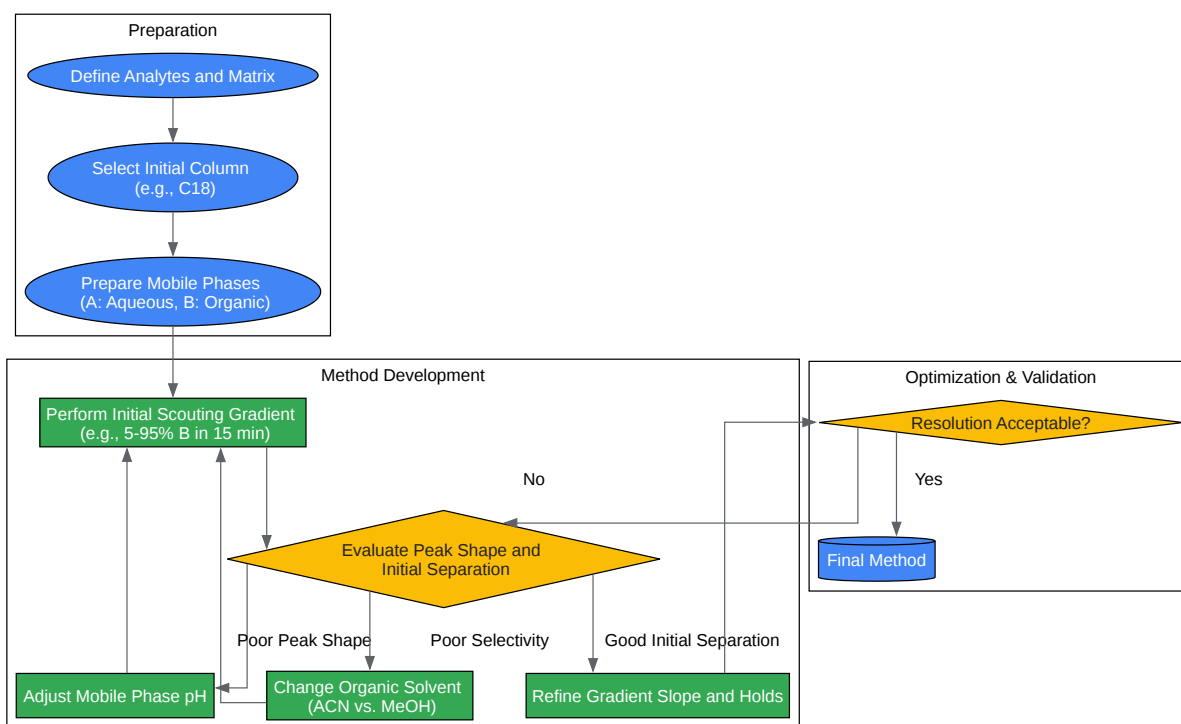 Preparation
Define Analytes and Matrix
Select Initial Column
(e.g., C18)
Prepare Mobile Phases
(A: Aqueous, B: Organic)
Method Development
Perform Initial Scouting Gradient
(e.g., 5-95% B in 15 min)
No
Evaluate Peak Shape and
Initial Separation
Poor Peak Shape
Poor Selectivity
Good Initial Separation
Adjust Mobile Phase pH
Change Organic Solvent
(ACN vs. MeOH)
Refine Gradient Slope and Holds
Optimization & Validation
Resolution Acceptable?
Yes
Final Method